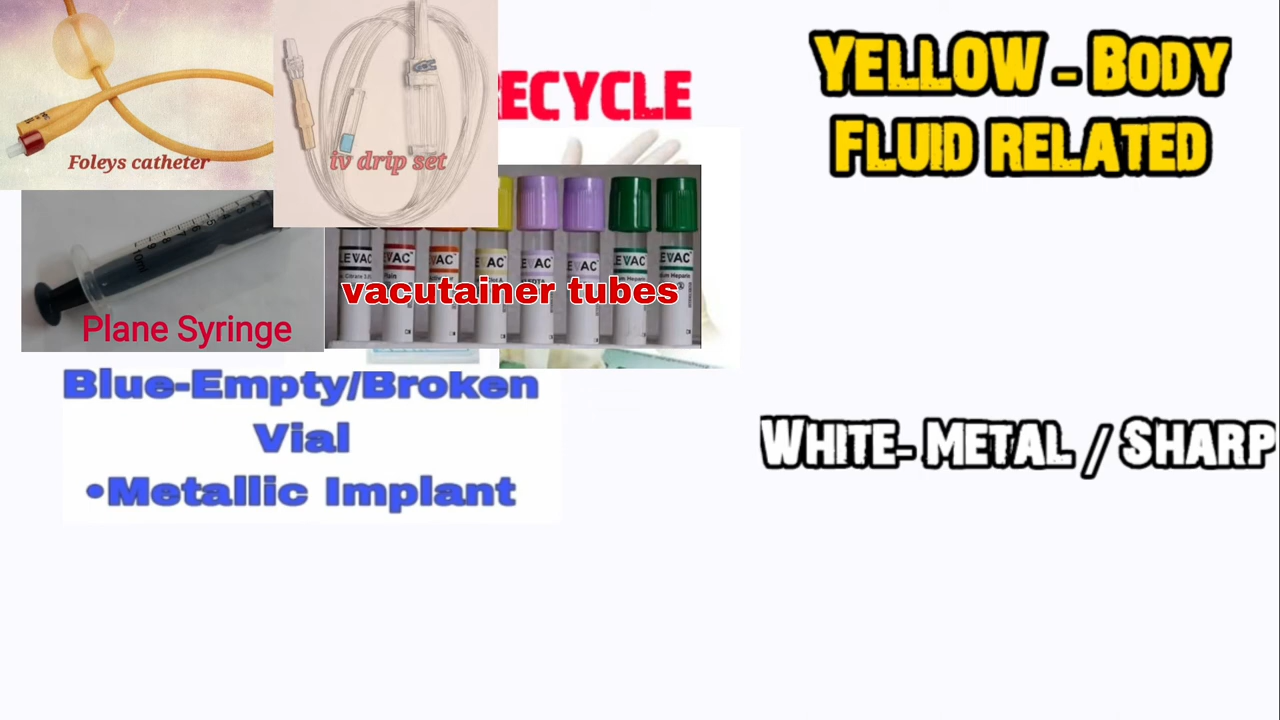 Foleys catheter
iv drip set
ECYCLE
YELLOW - BODY
FLUID RELATED
Plane Syringe
vacutainer tubes
Blue-Empty/Broken
Vial
•Metallic Implant
WHITE- METAL / SHARP